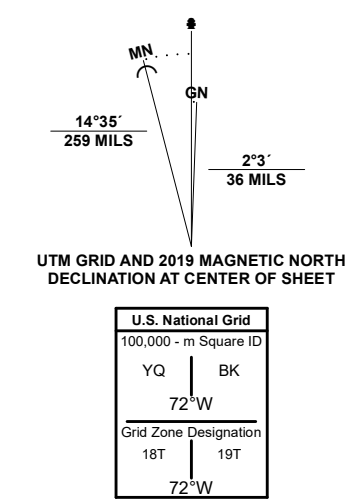 MN
GN
14°35´
259 MILS
2°3´
36 MILS
UTM GRID AND 2019 MAGNETIC NORTH
DECLINATION AT CENTER OF SHEET
U.S. National Grid
100,000 - m Square ID
YQ BK
72°W
Grid Zone Designation
18T 19T
72°W